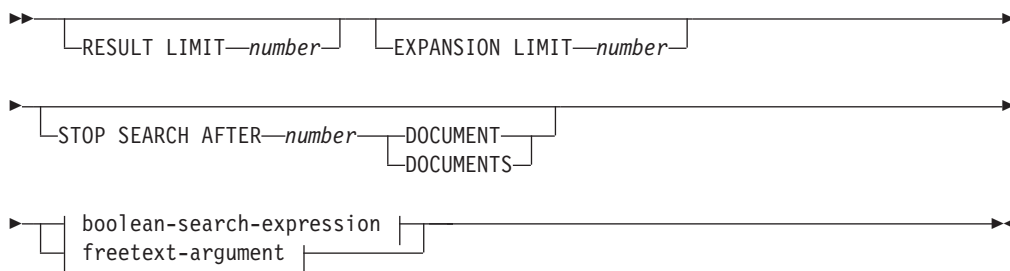 RESULT LIMIT number EXPANSION LIMIT number
STOP SEARCH AFTER number DOCUMENT
DOCUMENTS
boolean-search-expression
freetext-argument